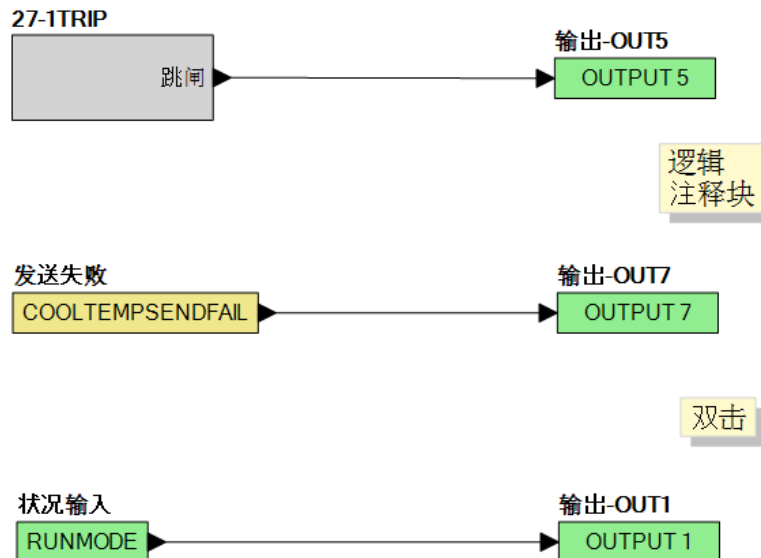 27-1TRIP
跳闸
输出-OUT5
OUTPUT 5
逻辑
注释块
发送失败
COOLTEMPSENDFAIL
输出-OUT7
OUTPUT 7
双击
状况输入
RUNMODE
输出-OUT1
OUTPUT 1